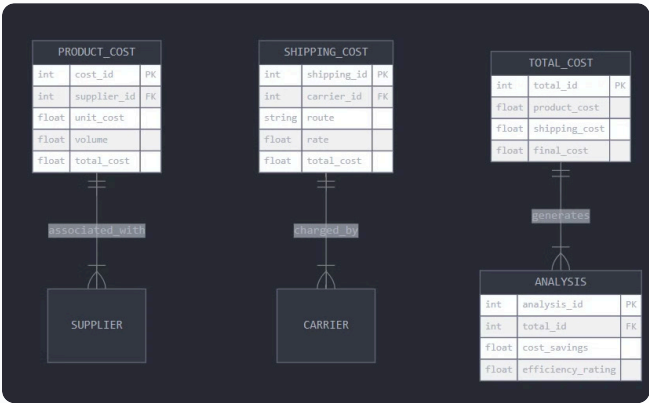 PRODUCT_COST
int cost_id PK
int supplier_id FK
float unit_cost
float volume
float total_cost
associated_with
SUPPLIER
SHIPPING_COST
int shipping_id PK
int carrier_id FK
string route
float rate
float total_cost
charged_by
CARRIER
TOTAL_COST
int total_id PK
float product_cost
float shipping_cost
float final_cost
generates
ANALYSIS
int analysis_id PK
int total_id FK
float cost_savings
float efficiency_rating